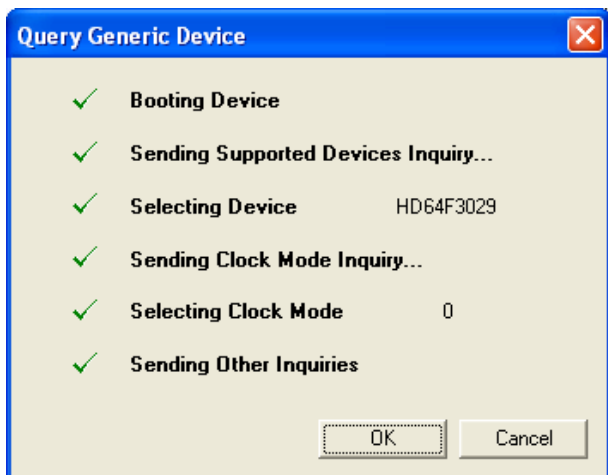 Query Generic Device
Booting Device
Sending Supported Devices Inquiry...
Selecting Device HD64F3029
Sending Clock Mode Inquiry...
Selecting Clock Mode 0
Sending Other Inquiries
OK Cancel